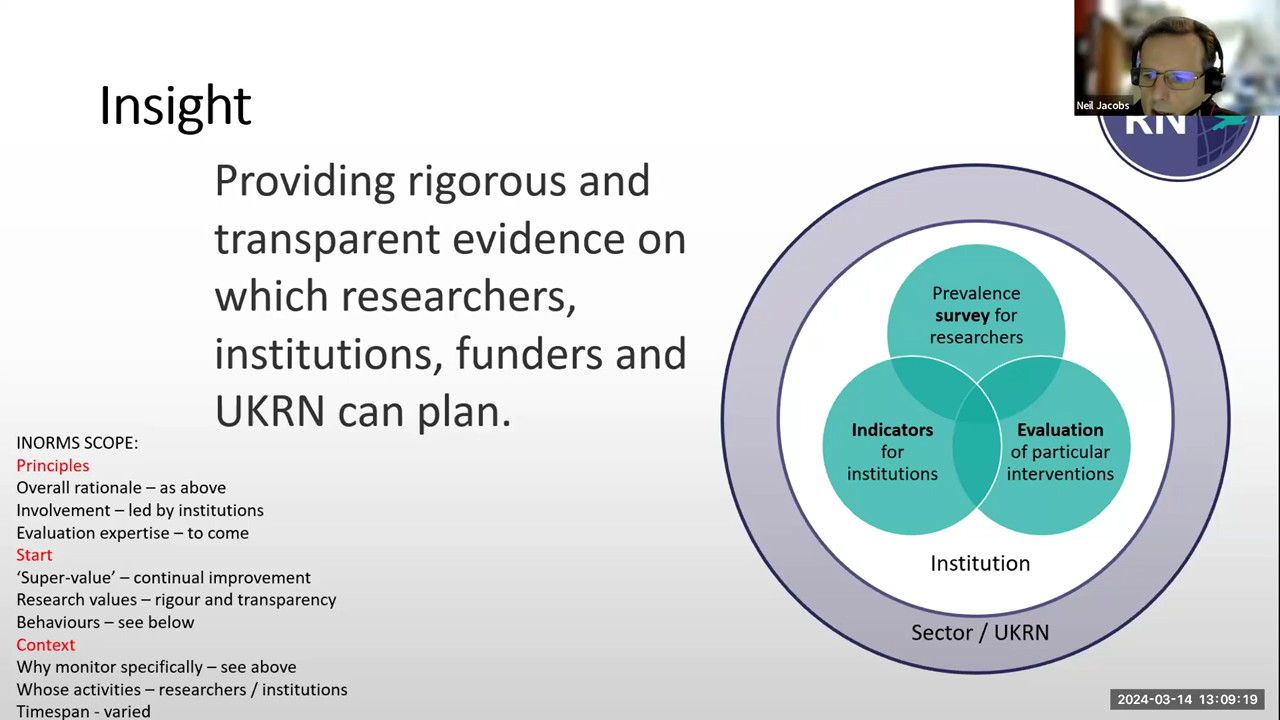 Insight
Providing rigorous and
transparent evidence on
which researchers,
institutions, funders and
UKRN can plan.
INORMS SCOPE:
Principles
Overall rationale – as above
Involvement – led by institutions
Evaluation expertise – to come
Start
‘Super-value’ – continual improvement
Research values – rigour and transparency
Behaviours – see below
Context
Why monitor specifically – see above
Whose activities – researchers / institutions
Timespan - varied
Neil Jacobs
RN
Prevalence
survey for
researchers
Indicators
for
institutions
Evaluation
of particular
interventions
Institution
Sector / UKRN
2024-03-14 13:09:19